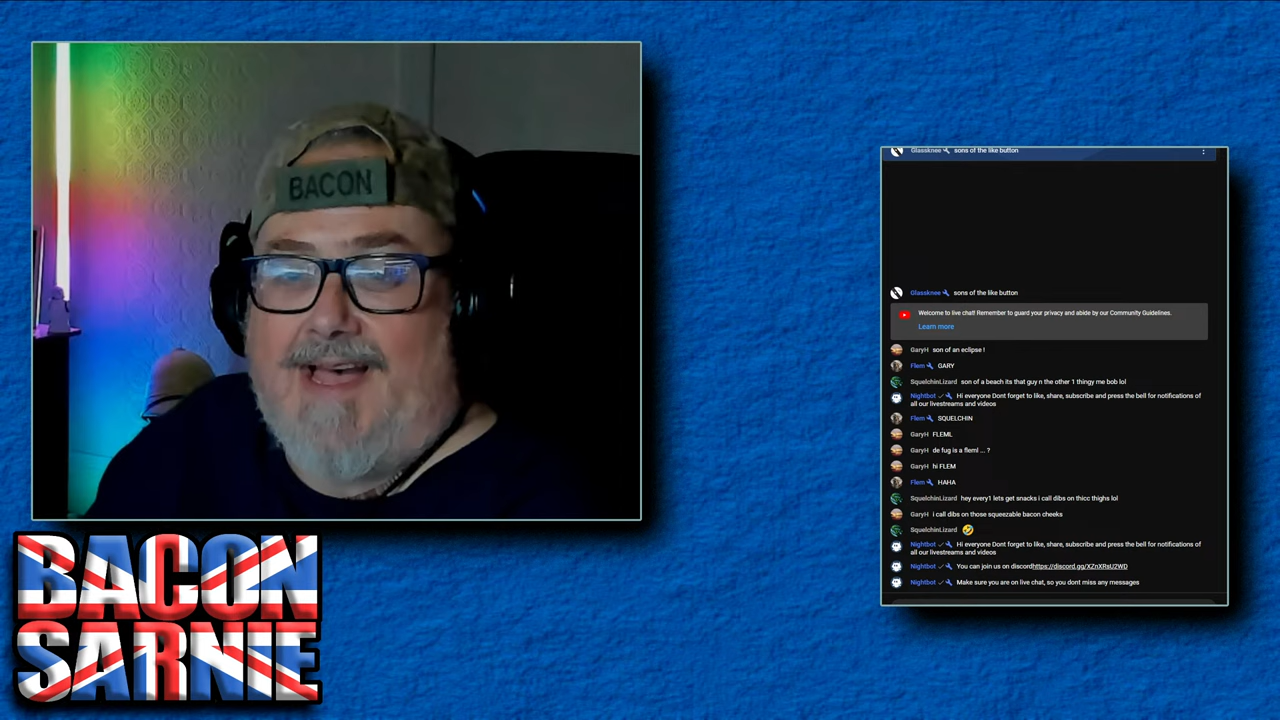 BACON
BACON
SARNIE
Glassknee sons of the like button
Glassknee sons of the like button
Welcome to live chat! Remember to guard your privacy and abide by our Community Guidelines.
Learn more
GaryH son of an eclipse !
Flem GARY
SquelchinLizard son of a beach its that guy n the other 1 thingy me bob lol
Nightbot Hi everyone Dont forget to like, share, subscribe and press the bell for notifications of
all our livestreams and videos
Flem SQUELCHIN
GaryH FLEML
GaryH de fug is a fleml ... ?
GaryH hi FLEM
Flem HAHA
SquelchinLizard hey every1 lets get snacks i call dibs on thicc thighs lol
GaryH i call dibs on those squeezable bacon cheeks
SquelchinLizard
Nightbot Hi everyone Dont forget to like, share, subscribe and press the bell for notifications of
all our livestreams and videos
Nightbot You can join us on discordhttps://discord.gg/XZnXRsU2WD
Nightbot Make sure you are on live chat, so you dont miss any messages